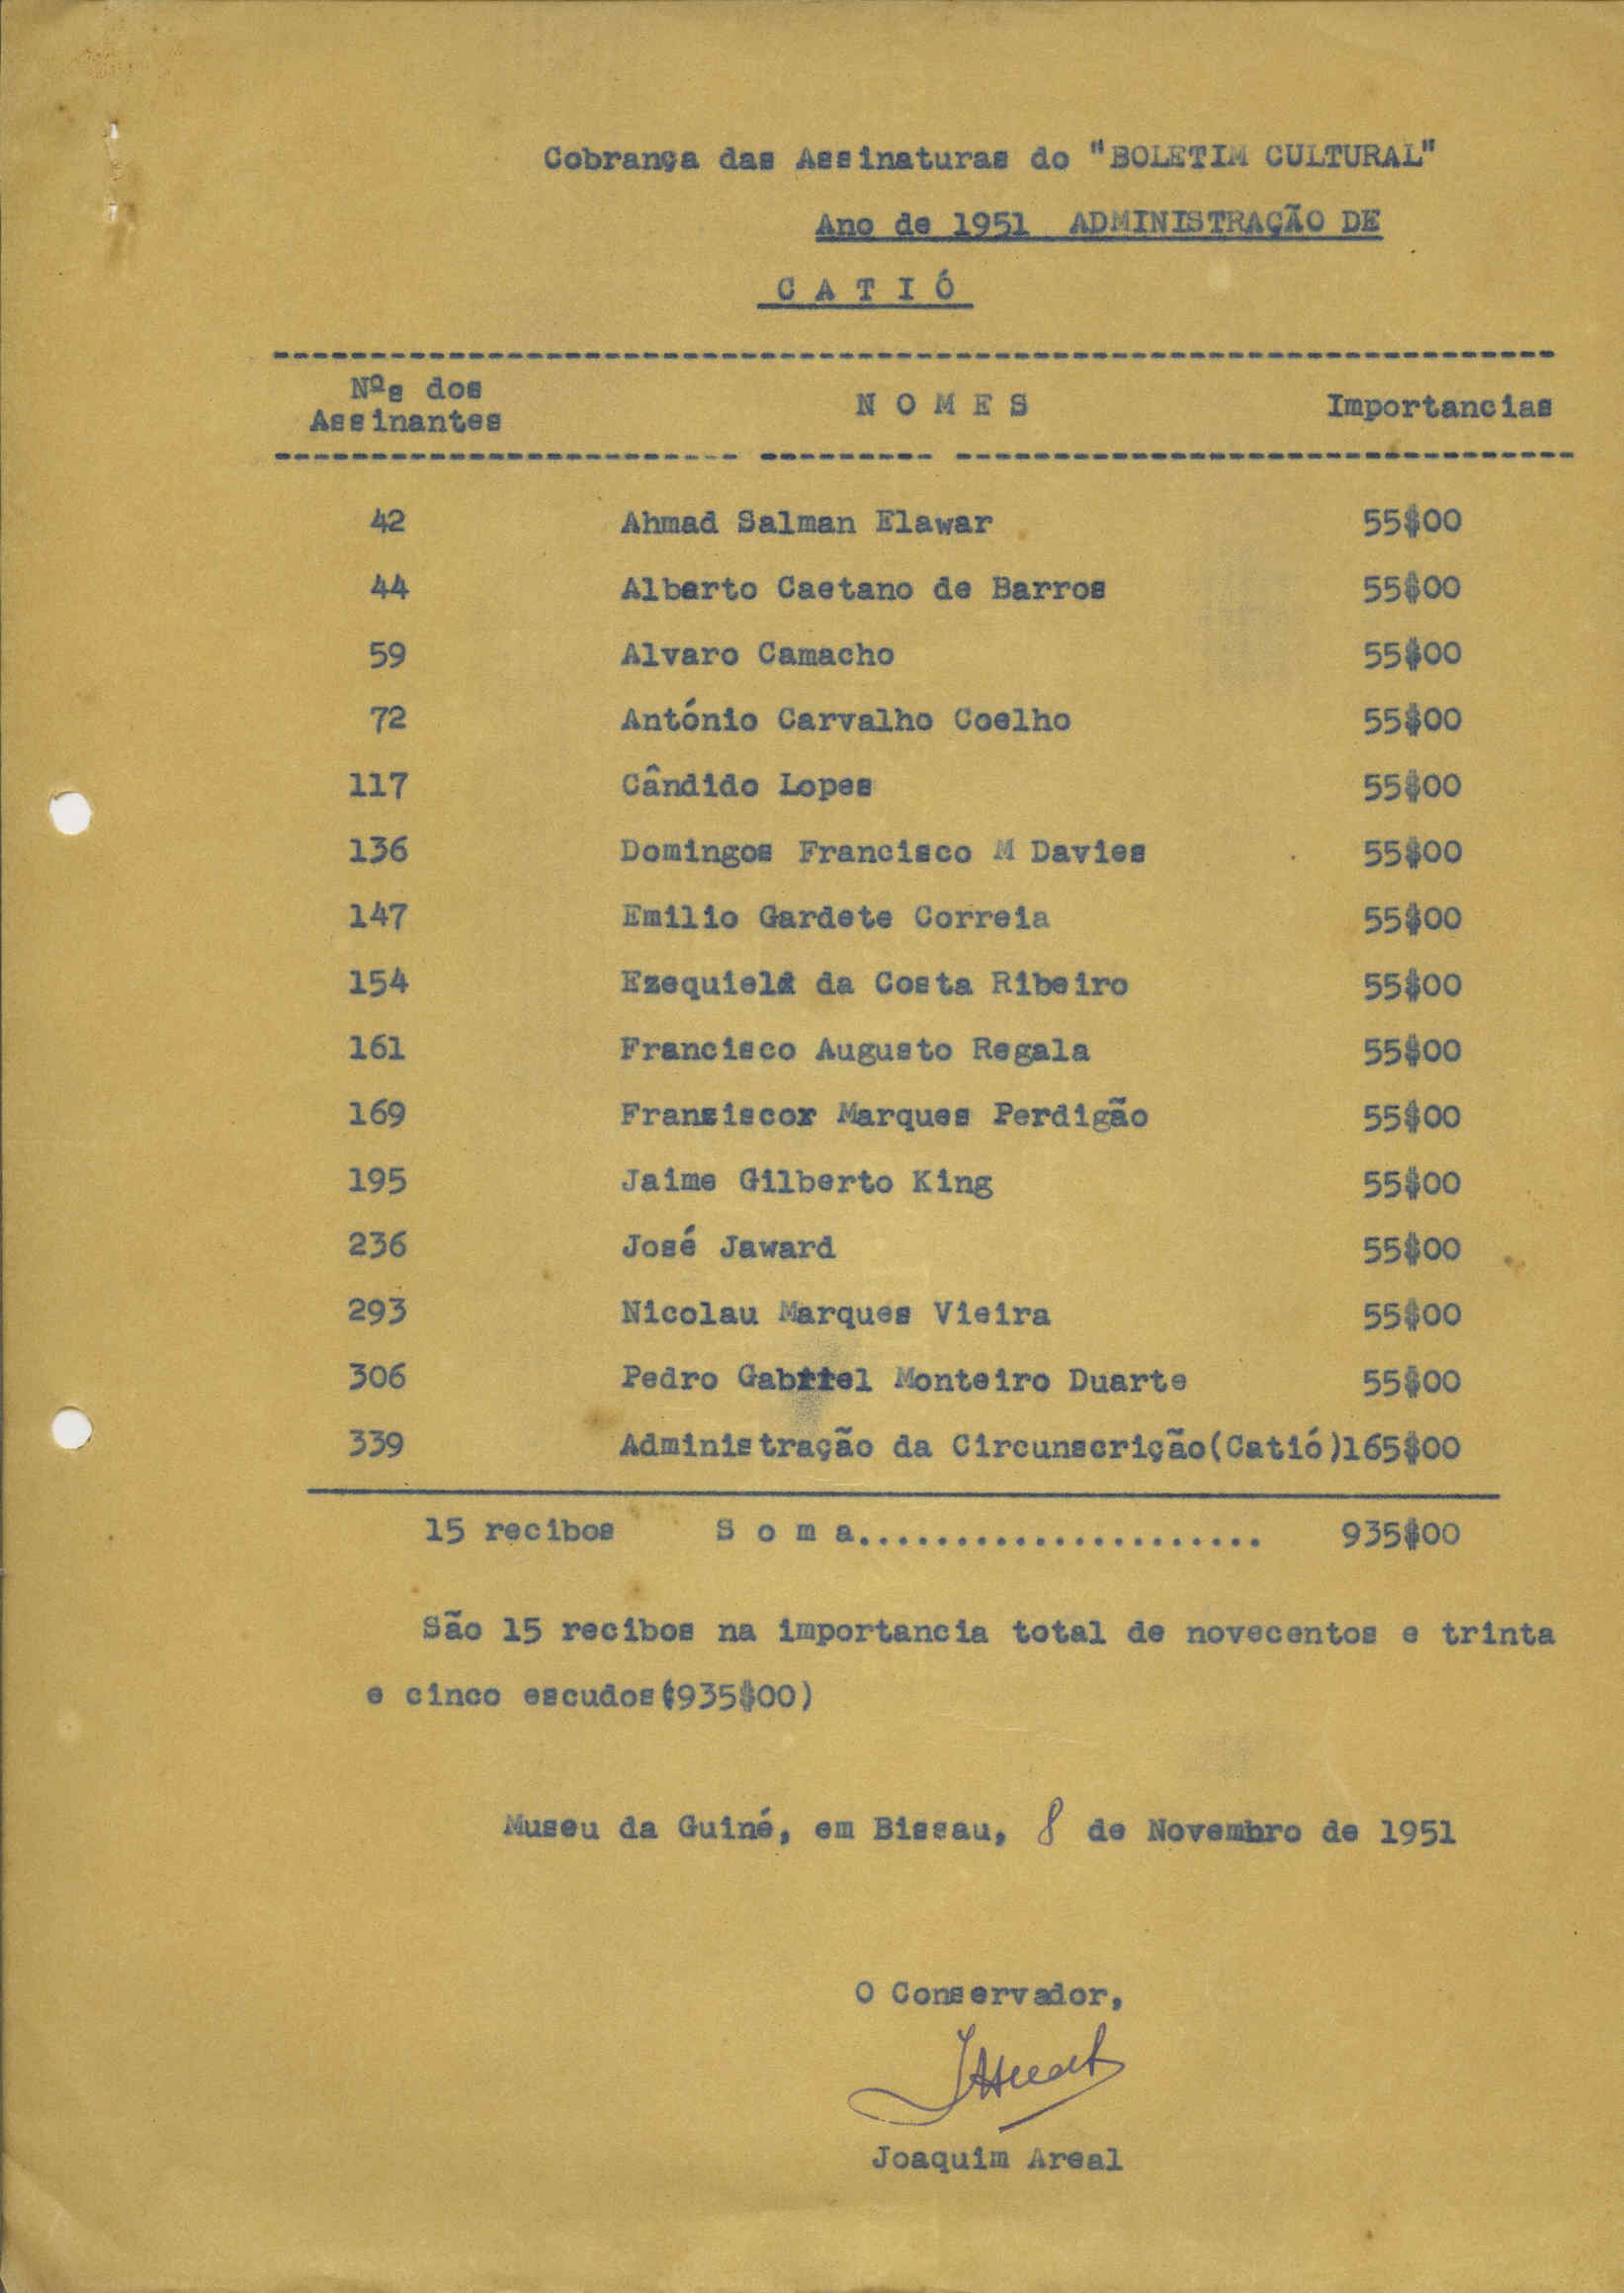 Cobrança das Assinaturas do "BOLETIM CULTURAL"
Ano de 1951 ADMINISTRAÇÃO DE
C A T I Ó
Nºs dos
Assinantes N O M E S Importancias
42 Ahmad Salman Elawar 55$00
44 Alberto Caetano de Barros 55$00
59 Alvaro Camacho 55$00
72 António Carvalho Coelho 55$00
117 Cândido Lopes 55$00
136 Domingos Francisco M Davies 55$00
147 Emilio Gardete Correia 55$00
154 Ezequiel da Costa Ribeiro 55$00
161 Francisco Augusto Regala 55$00
169 Fransiscor Marques Perdigão 55$00
195 Jaime Gilberto King 55$00
236 José Jaward 55$00
293 Nicolau Marques Vieira 55$00
306 Pedro Gabriel Monteiro Duarte 55$00
339 Administração da Circunscrição(Catió)165$00
15 recibos S o m a..................... 935$00
São 15 recibos na importancia total de novecentos e trinta
e cinco escudos(935$00)
Museu da Guiné, em Bissau, 8 de Novembro de 1951
O Conservador,
Joaquim Areal